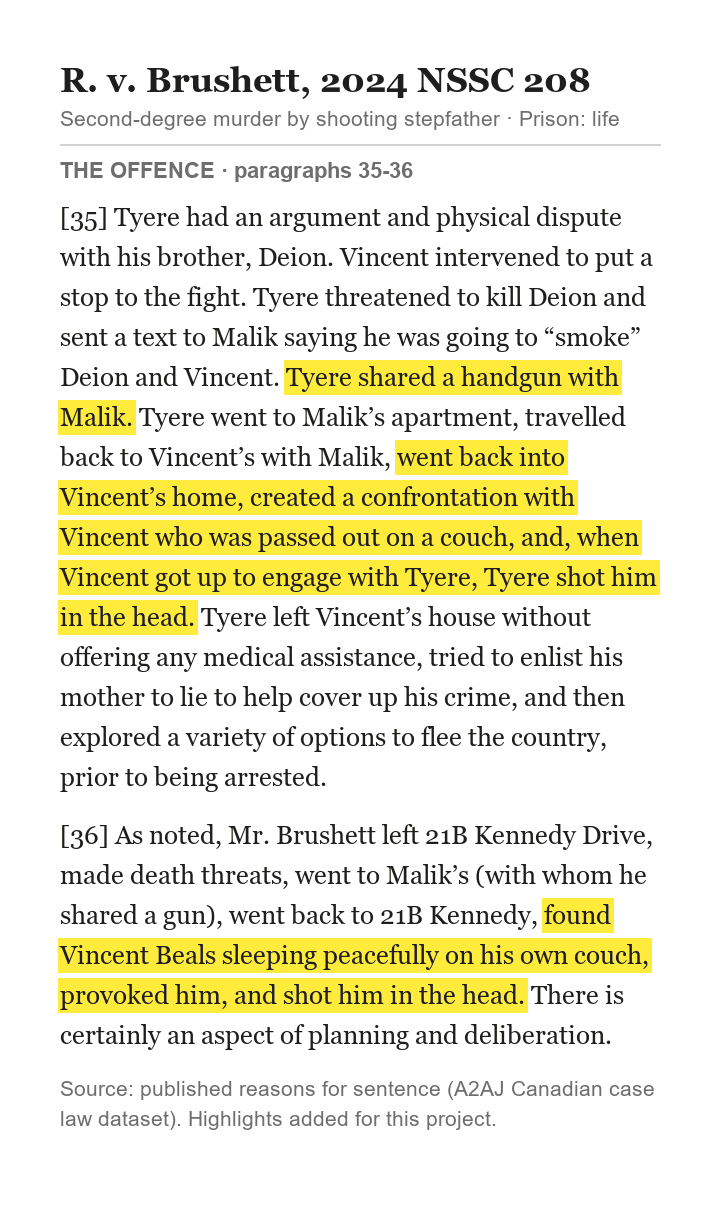 R. v. Brushett, 2024 NSSC 208
Second-degree murder by shooting stepfather · Prison: life
THE OFFENCE · paragraphs 35-36
[35] Tyere had an argument and physical dispute
with his brother, Deion. Vincent intervened to put a
stop to the fight. Tyere threatened to kill Deion and
sent a text to Malik saying he was going to “smoke”
Deion and Vincent. Tyere shared a handgun with
Malik. Tyere went to Malik’s apartment, travelled
back to Vincent’s with Malik, went back into
Vincent’s home, created a confrontation with
Vincent who was passed out on a couch, and, when
Vincent got up to engage with Tyere, Tyere shot him
in the head. Tyere left Vincent’s house without
offering any medical assistance, tried to enlist his
mother to lie to help cover up his crime, and then
explored a variety of options to flee the country,
prior to being arrested.
[36] As noted, Mr. Brushett left 21B Kennedy Drive,
made death threats, went to Malik’s (with whom he
shared a gun), went back to 21B Kennedy, found
Vincent Beals sleeping peacefully on his own couch,
provoked him, and shot him in the head. There is
certainly an aspect of planning and deliberation.
Source: published reasons for sentence (A2AJ Canadian case
law dataset). Highlights added for this project.